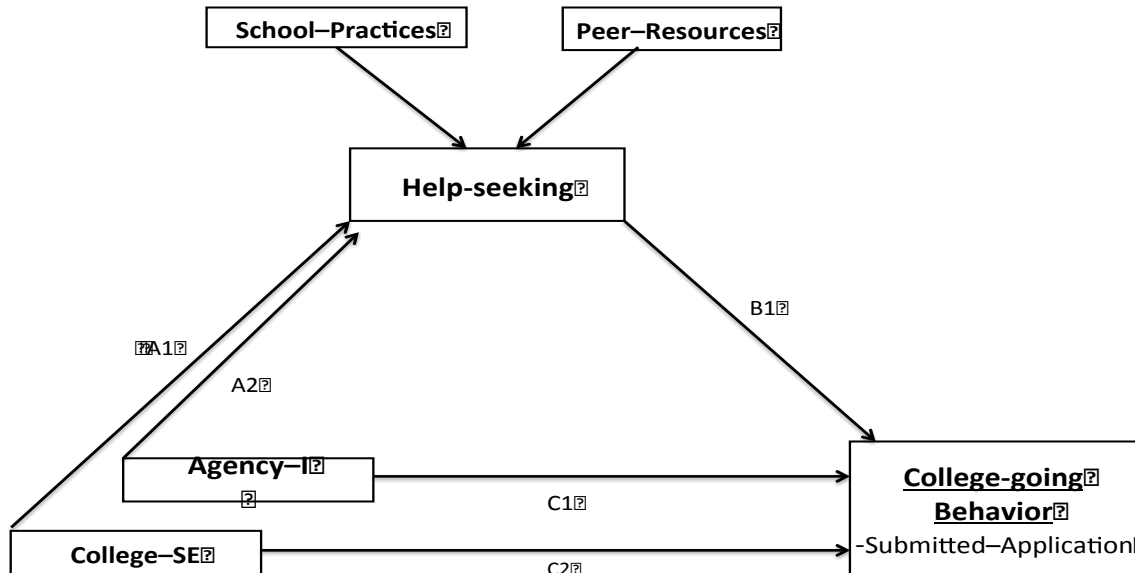 School–Practices
Peer–Resources
Help-seeking
B1
A1
A2
Agency–I
C1
College-going
Behavior
-Submitted–Application
College–SE
C2